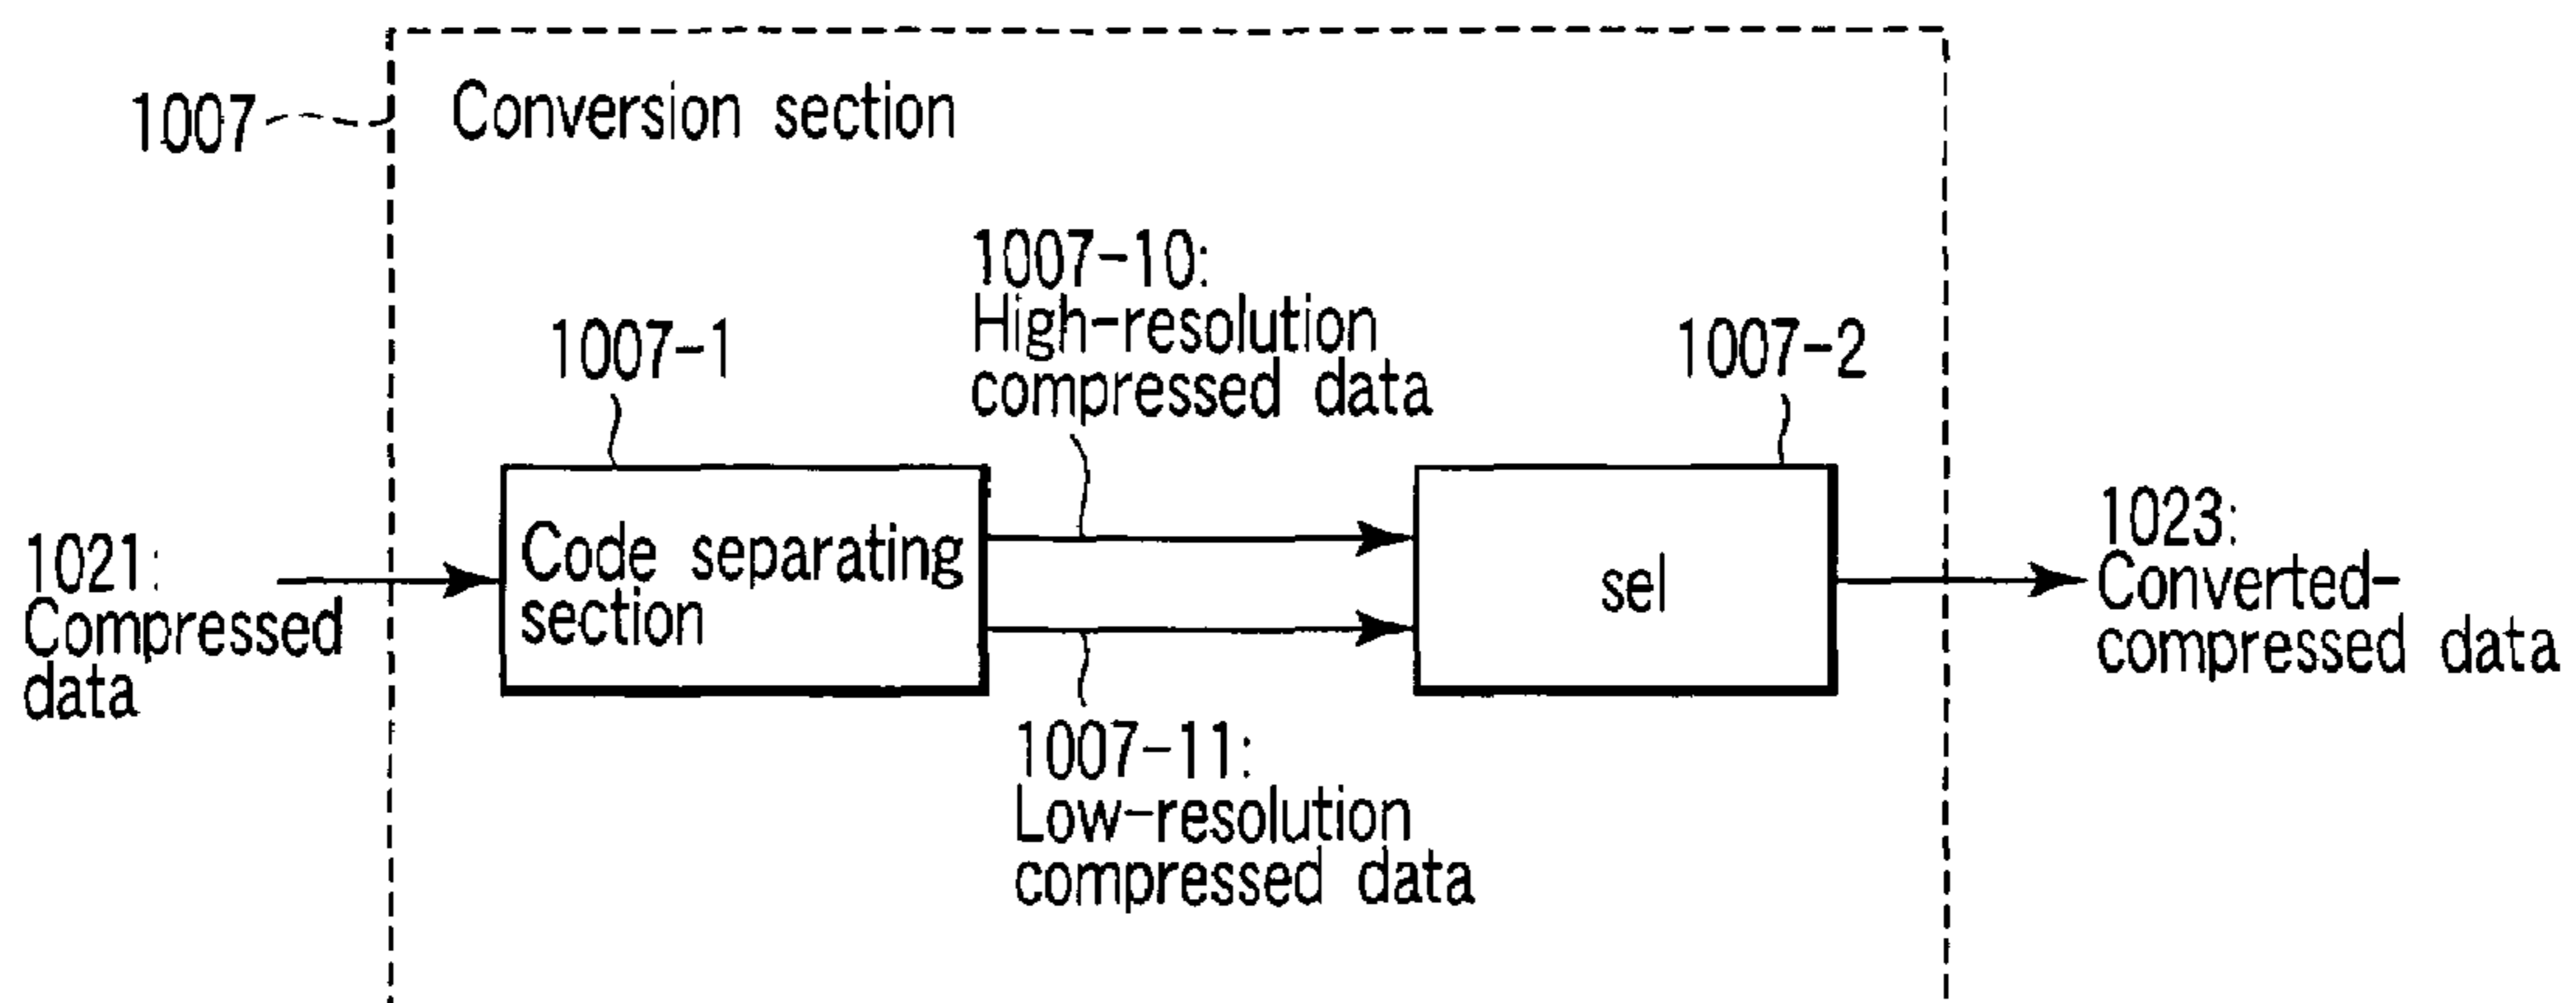 1007
Conversion section
1007-10:
High-resolution
compressed data
1007-1
1007-2
1021:
Compressed
data
Code separating
section
sel
1023:
Converted-
compressed data
1007-11:
Low-resolution
compressed data